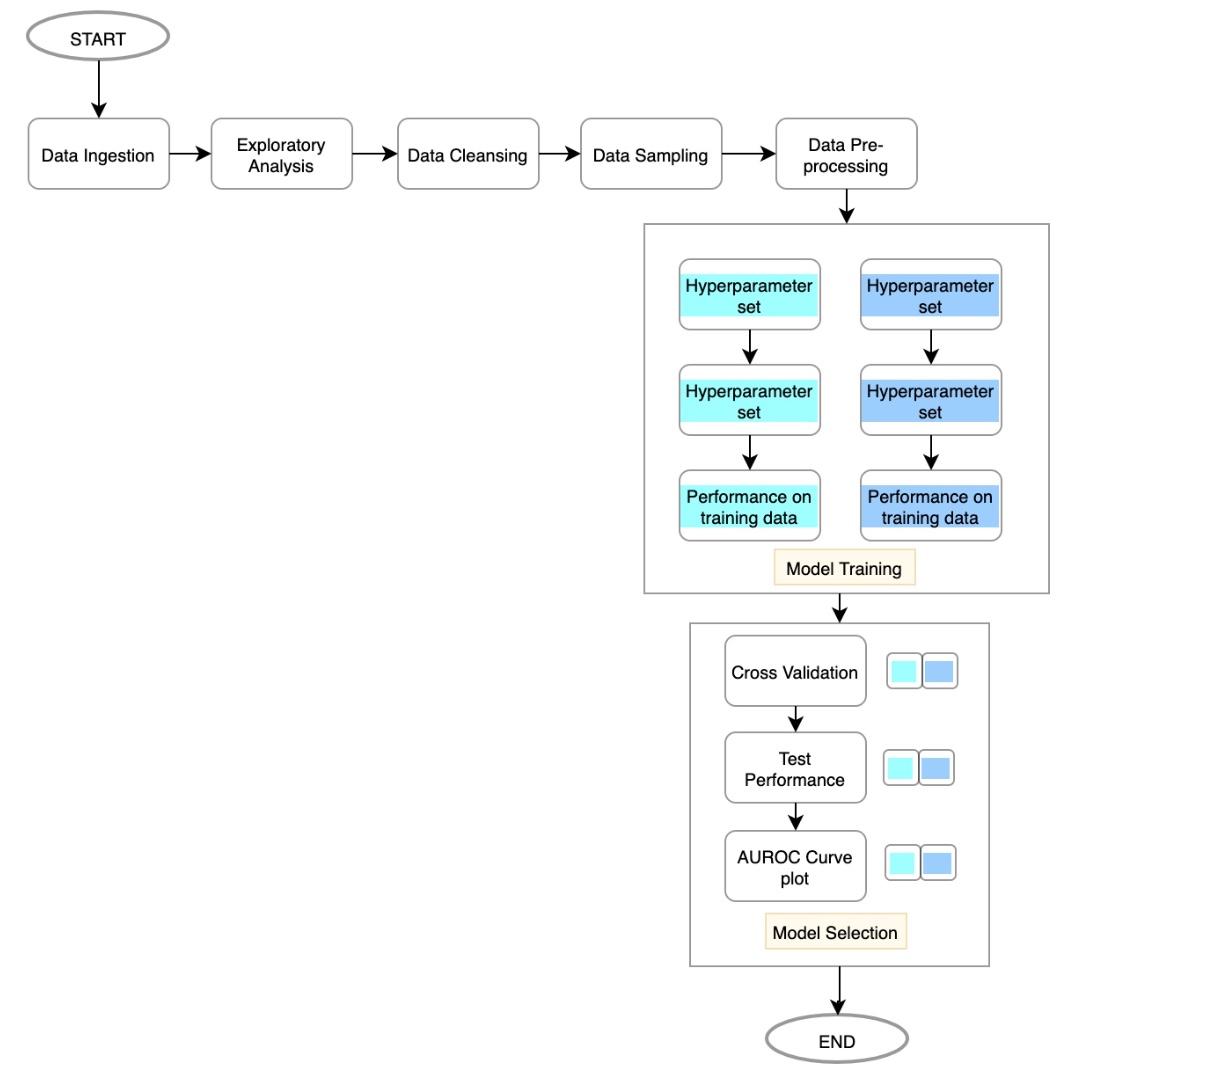 START
Data Ingestion
Exploratory
Analysis
Data Cleansing
Data Sampling
Data Pre-
processing
Hyperparameter
set
Hyperparameter
set
Hyperparameter
set
Hyperparameter
set
Performance on
training data
Performance on
training data
Model Training
Cross Validation
Test
Performance
AUROC Curve
plot
Model Selection
END